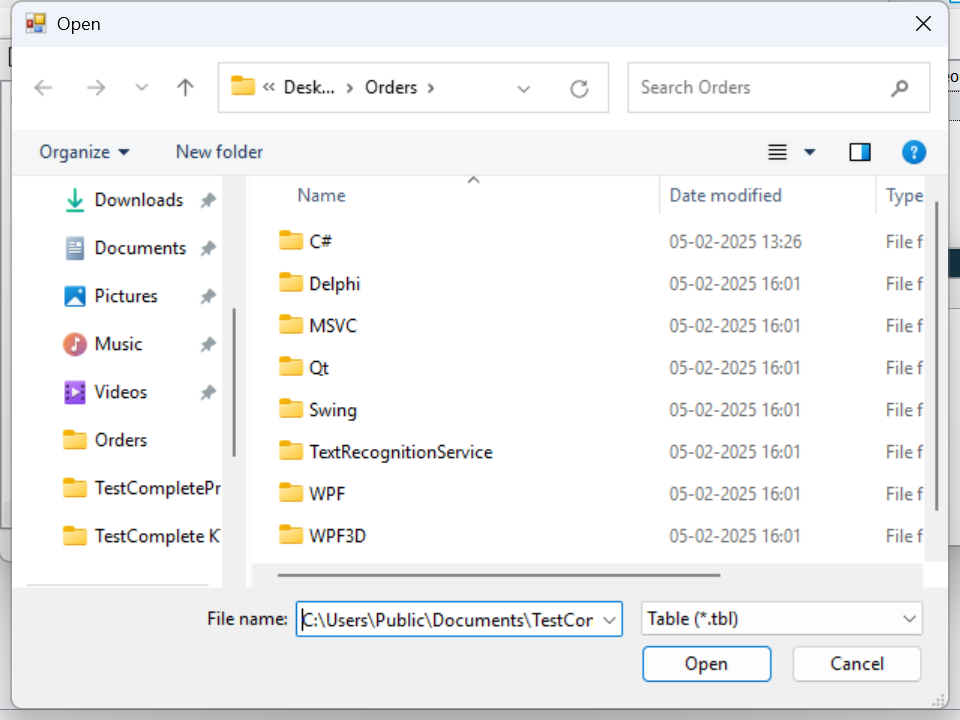 Open
« Desk... > Orders >
Search Orders
Organize
New folder
Downloads
Documents
Pictures
Music
Videos
Orders
TestCompletePr
TestComplete K
Name Date modified Type
C# 05-02-2025 13:26 File f
Delphi 05-02-2025 16:01 File f
MSVC 05-02-2025 16:01 File f
Qt 05-02-2025 16:01 File f
Swing 05-02-2025 16:01 File f
TextRecognitionService 05-02-2025 16:01 File f
WPF 05-02-2025 16:01 File f
WPF3D 05-02-2025 16:01 File f
File name: C:\Users\Public\Documents\TestCor
Table (*.tbl)
Open
Cancel